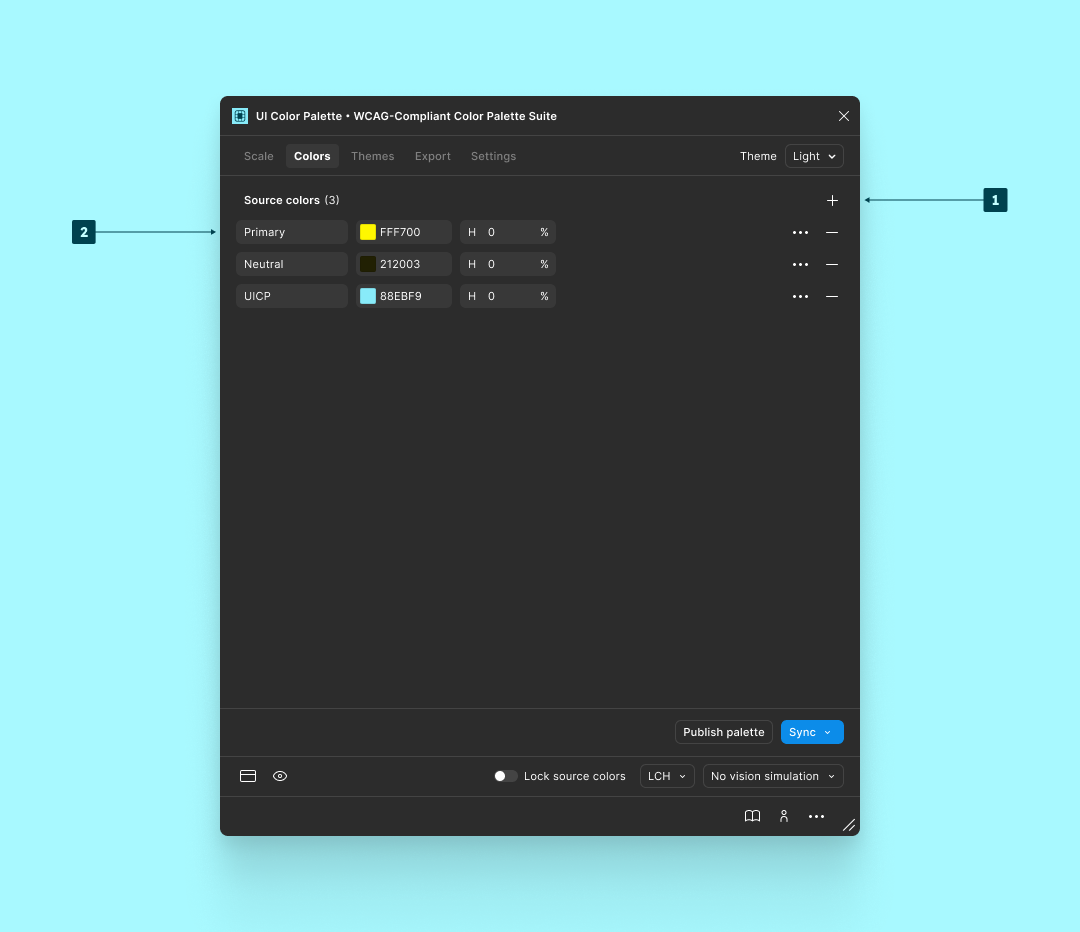 UI Color Palette • WCAG-Compliant Color Palette Suite
Scale Colors Themes Export Settings Theme Light
Source colors (3)
1
2
Primary FFF700 H 0 %
Neutral 212003 H 0 %
UICP 88EBF9 H 0 %
Publish palette Sync
Lock source colors LCH No vision simulation